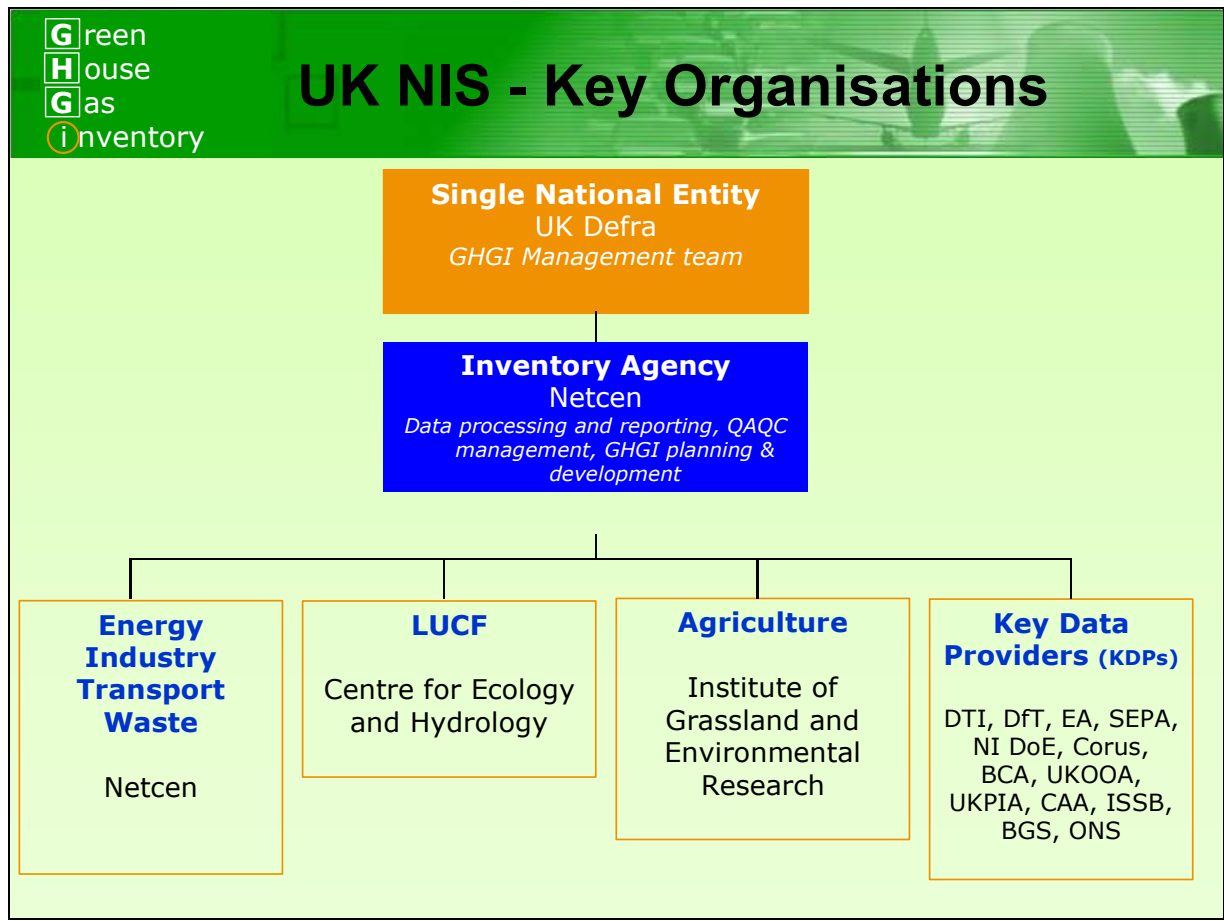 Green
House
Gas
inventory
UK NIS - Key Organisations
Single National Entity
UK Defra
GHGI Management team
Inventory Agency
Netcen
Data processing and reporting, QAQC
management, GHGI planning &
development
Energy
Industry
Transport
Waste
Netcen
LUCF
Centre for Ecology
and Hydrology
Agriculture
Institute of
Grassland and
Environmental
Research
Key Data
Providers (KDPs)
DTI, DfT, EA, SEPA,
NI DoE, Corus,
BCA, UKOOA,
UKPIA, CAA, ISSB,
BGS, ONS